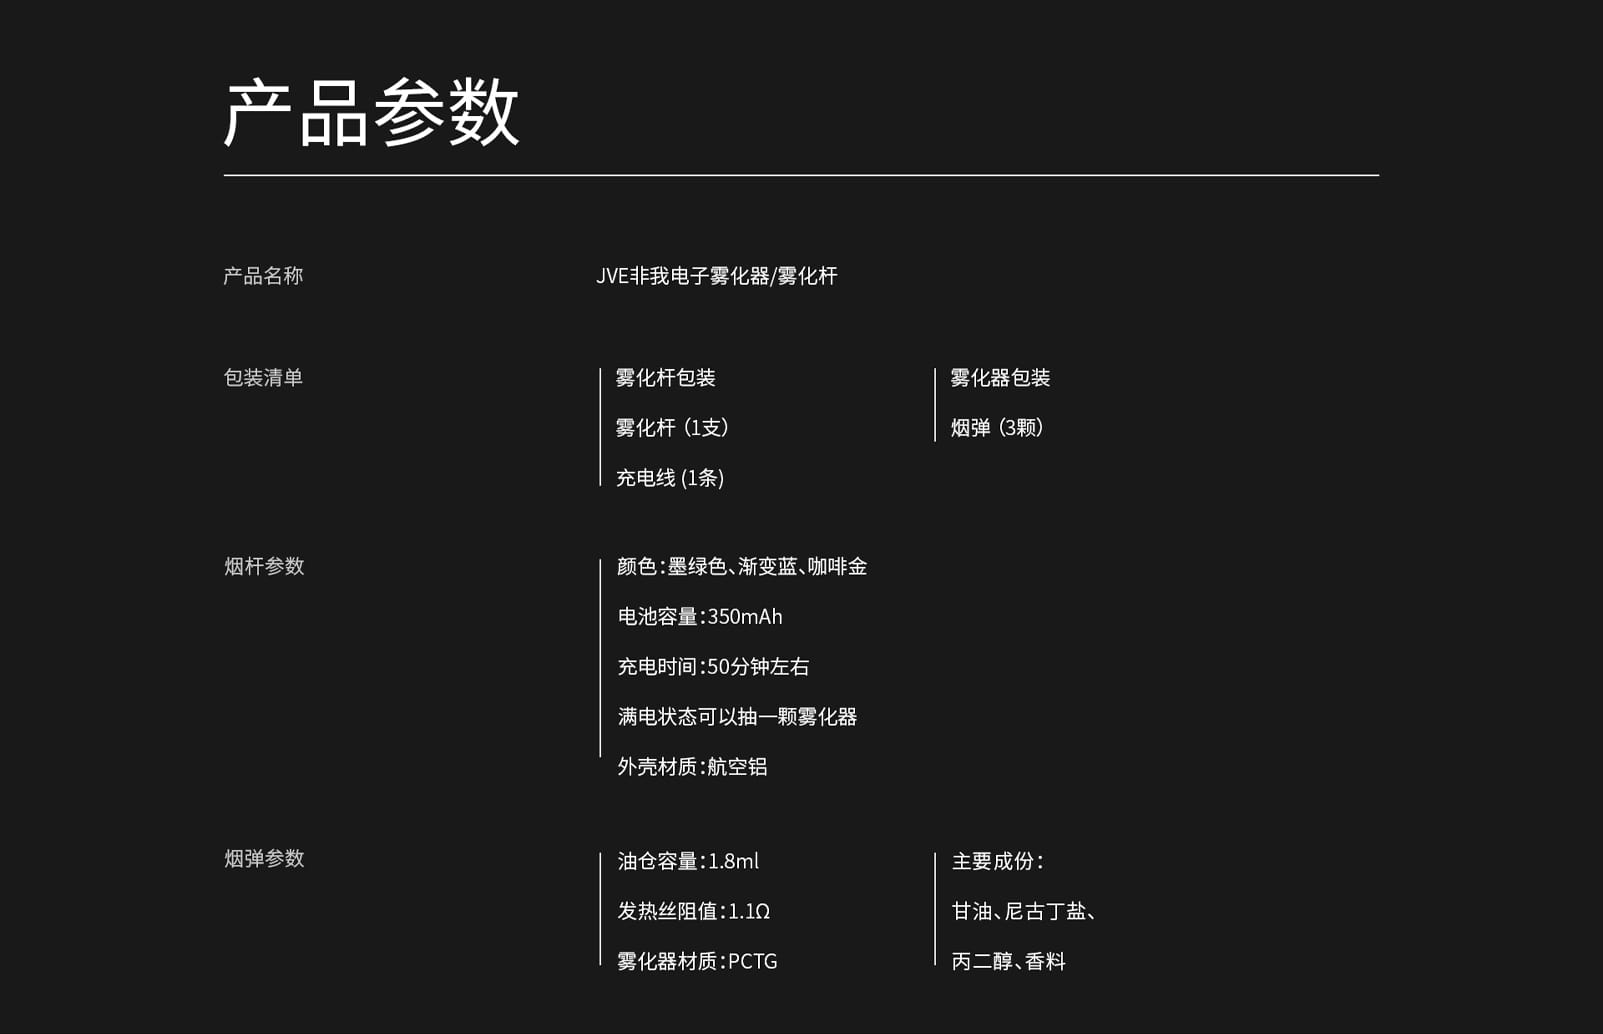 产品参数
产品名称
JVE非我电子雾化器/雾化杆
包装清单
雾化杆包装
雾化杆（1支）
充电线 (1条)
雾化器包装
烟弹（3颗）
烟杆参数
颜色：墨绿色、渐变蓝、咖啡金
电池容量：350mAh
充电时间：50分钟左右
满电状态可以抽一颗雾化器
外壳材质：航空铝
烟弹参数
油仓容量：1.8ml
发热丝阻值：1.1Ω
雾化器材质：PCTG
主要成份：
甘油、尼古丁盐、
丙二醇、香料